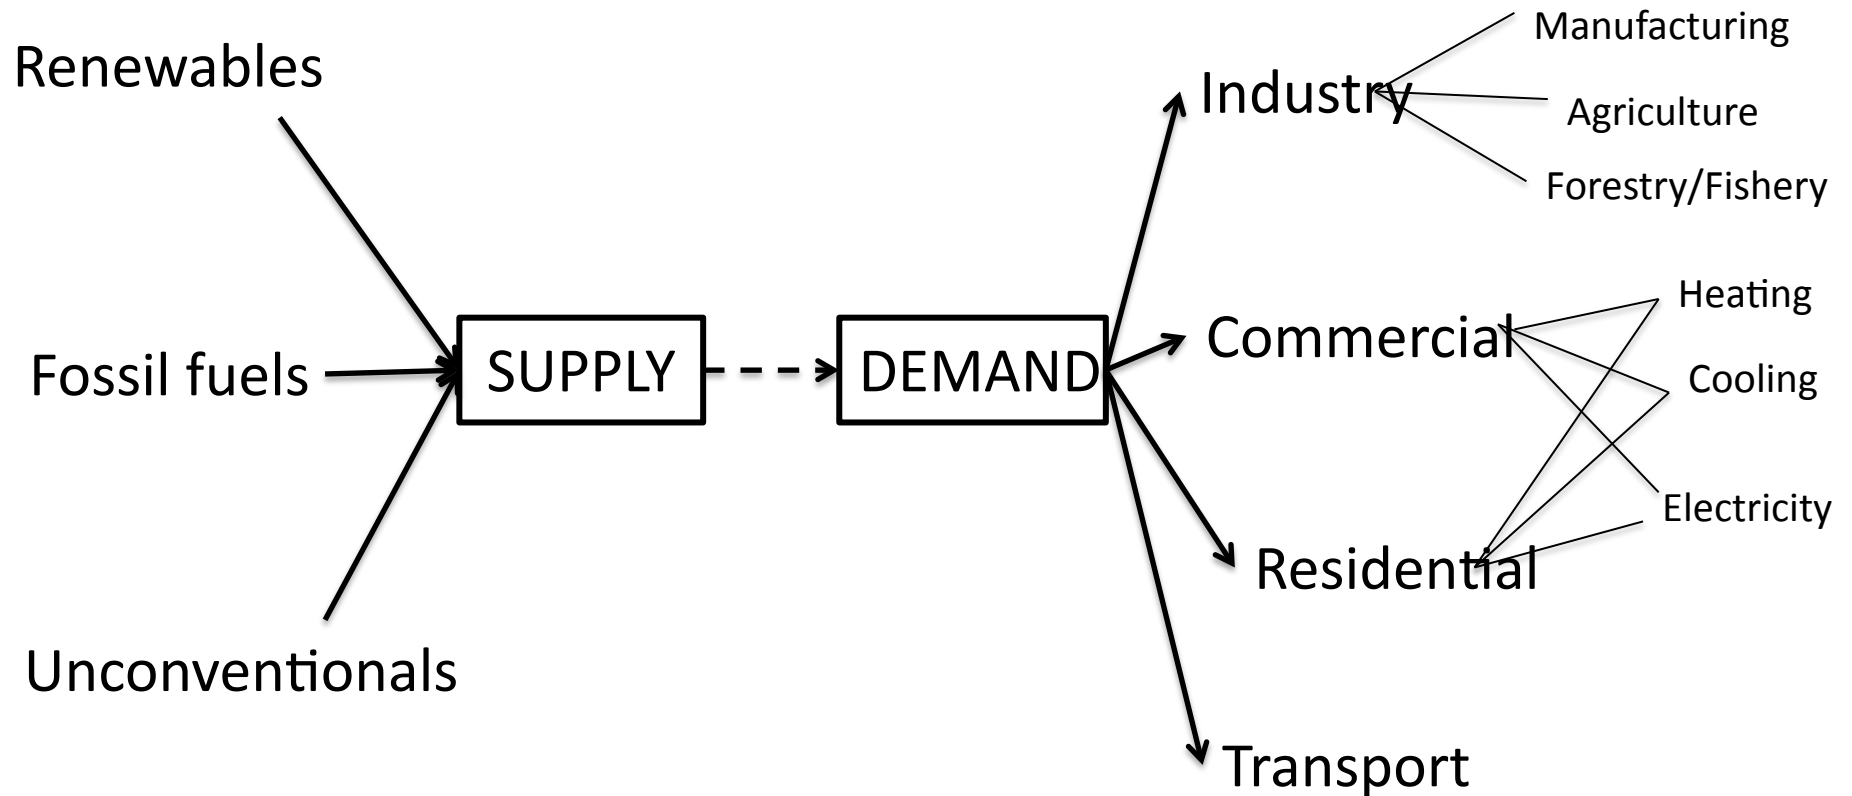 Renewables
Fossil fuels
Unconventionals
SUPPLY
DEMAND
Industry
Commercial
Residential
Transport
Manufacturing
Agriculture
Forestry/Fishery
Heating
Cooling
Electricity